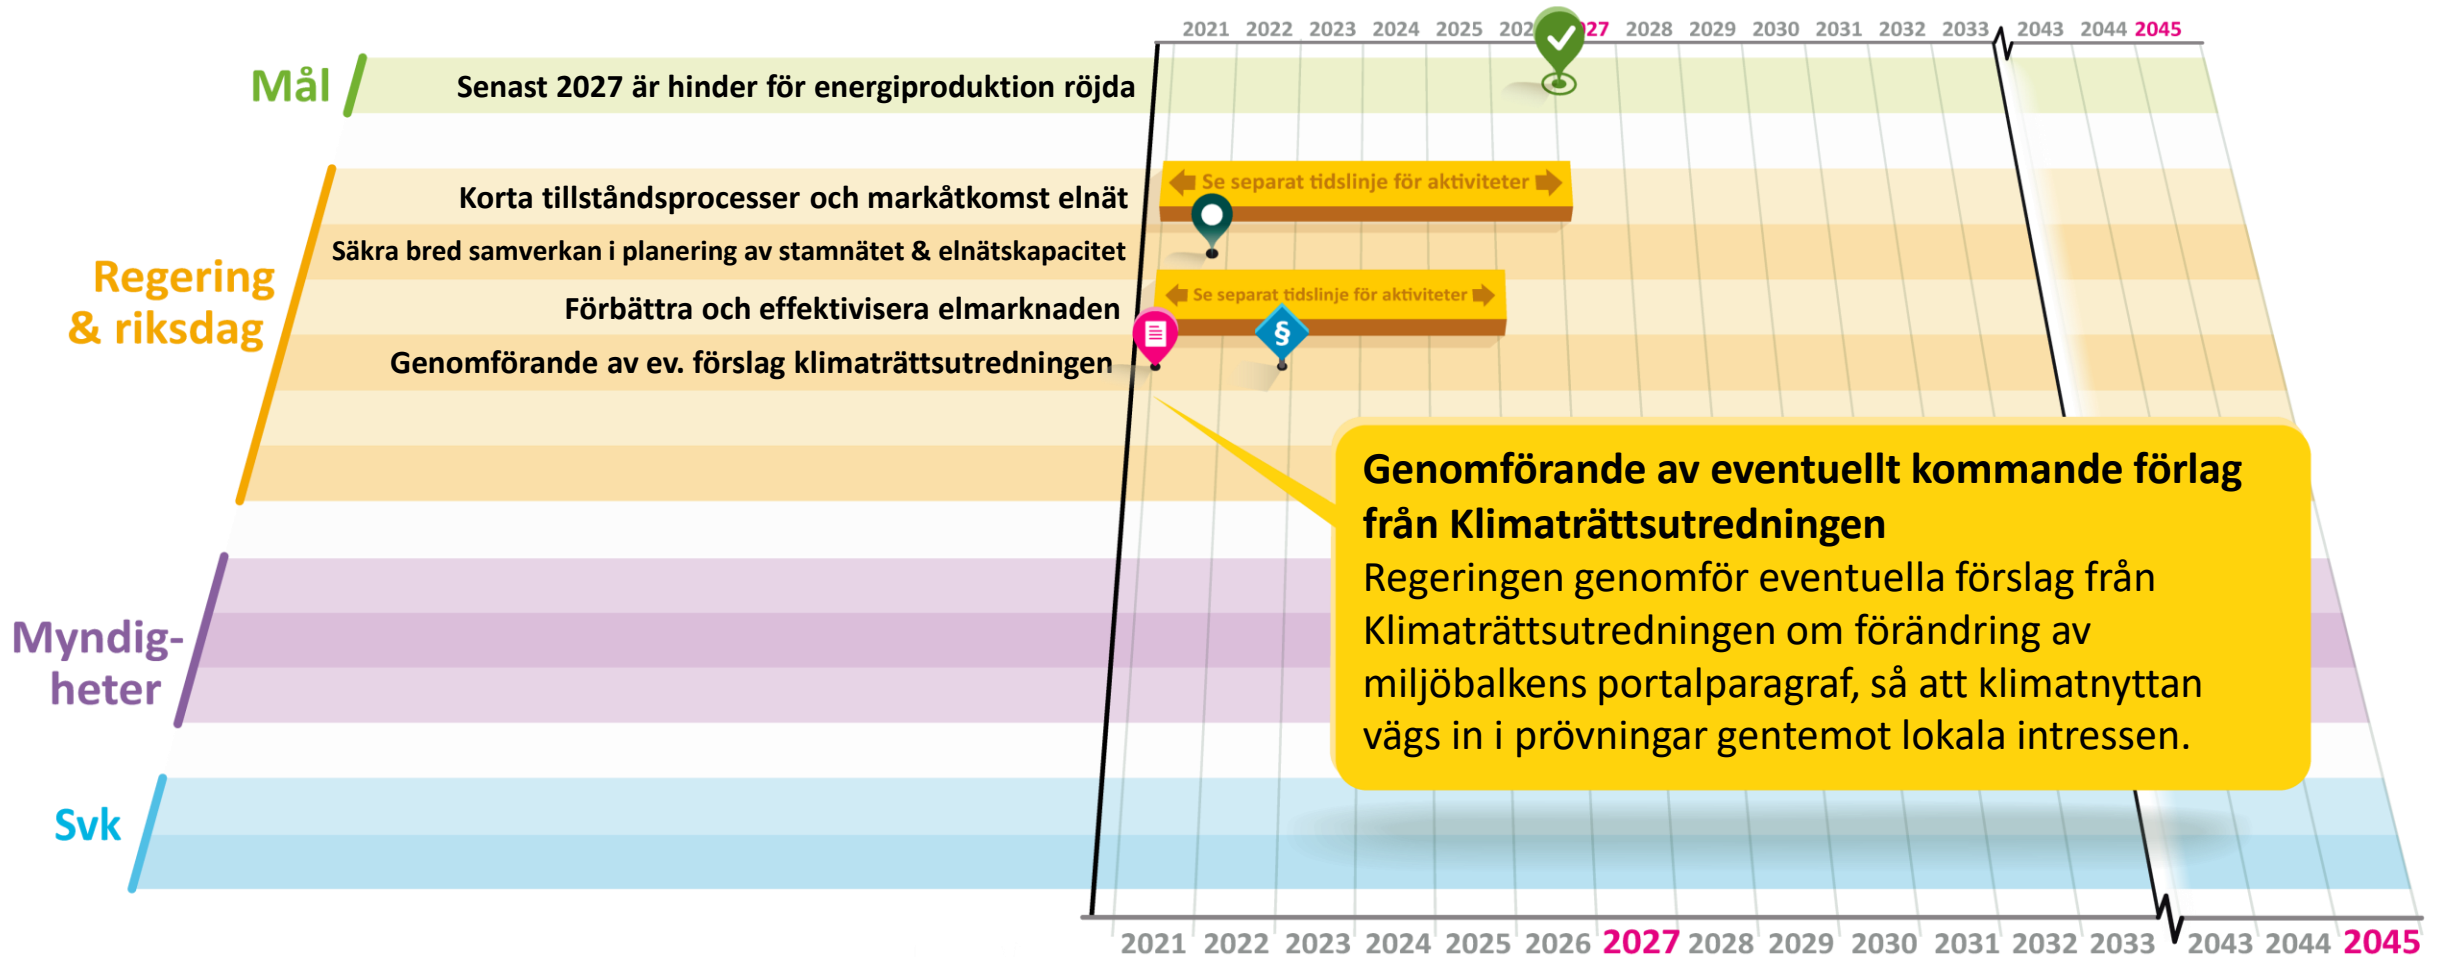 2021 2022 2023 2024 2025 202 27 2028 2029 2030 2031 2032 2033 2043 2044 2045
Mål
Senast 2027 är hinder för energiproduktion röjda
Se separat tidslinje för aktiviteter
Korta tillståndsprocesser och markåtkomst elnät
Säkra bred samverkan i planering av stamnätet & elnätskapacitet
Regering
& riksdag
Se separat tidslinje för aktiviteter
Förbättra och effektivisera elmarknaden
§
Genomförande av ev. förslag klimaträttsutredningen
Genomförande av eventuellt kommande förlag
från Klimaträttsutredningen
Regeringen genomför eventuella förslag från
Klimaträttsutredningen om förändring av
miljöbalkens portalparagraf, så att klimatnyttan
vägs in i prövningar gentemot lokala intressen.
Myndig-
heter
Svk
2021 2022 2023 2024 2025 2026 2027 2028 2029 2030 2031 2032 2033 2043 2044 2045